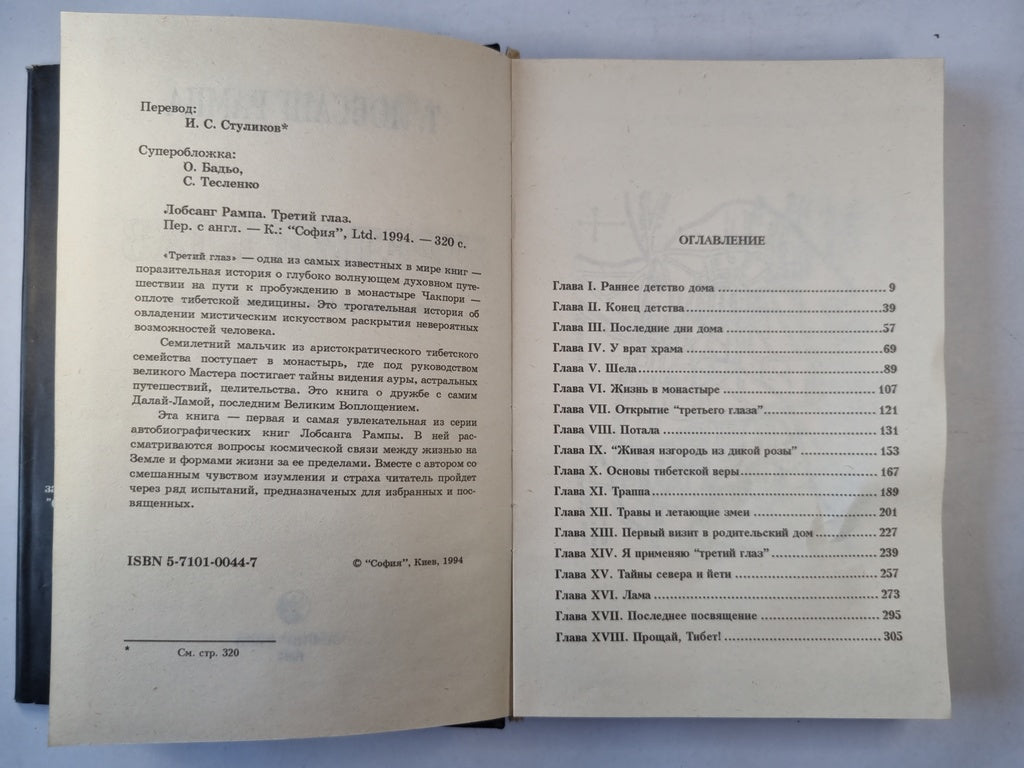 Перевод:
И. С. Стуликов*
Суперобложка:
О. Бадьо,
С. Тесленко
Лобсанг Рампа. Третий глаз.
Пер. с англ. — К.: "София", Ltd. 1994. — 320 с.
«Третий глаз» — одна из самых известных в мире книг —
поразительная история о глубоко волнующем духовном путе-
шествии на пути к пробуждению в монастыре Чакпори —
оплоте тибетской медицины. Это трогательная история об
овладении мистическим искусством раскрытия невероятных
возможностей человека.
Семилетний мальчик из аристократического тибетского
семейства поступает в монастырь, где под руководством
великого Мастера постигает тайны видения ауры, астральных
путешествий, целительства. Это книга о дружбе с самим
Далай-Ламой, последним Великим Воплощением.
Эта книга — первая и самая увлекательная из серии
автобиографических книг Лобсанга Рампы. В ней рас-
сматриваются вопросы космической связи между жизнью на
Земле и формами жизни за ее пределами. Вместе с автором со
смешанным чувством изумления и страха читатель пройдет
через ряд испытаний, предназначеных для избранных и пос-
вященных.
ISBN 5-7101-0044-7
© "София", Киев, 1994
* См. стр. 320
ОГЛАВЛЕНИЕ
Глава I. Раннее детство дома 9
Глава II. Конец детства 39
Глава III. Последние дни дома 57
Глава IV. У врат храма 69
Глава V. Шела 89
Глава VI. Жизнь в монастыре 107
Глава VII. Открытие "третьего глаза" 121
Глава VIII. Потала 131
Глава IX. "Живая изгородь из дикой розы" 153
Глава X. Основы тибетской веры 167
Глава XI. Траппа 189
Глава XII. Травы и летающие змеи 201
Глава XIII. Первый визит в родительский дом 227
Глава XIV. Я применяю "третий глаз" 239
Глава XV. Тайны севера и йети 257
Глава XVI. Лама 273
Глава XVII. Последнее посвящение 295
Глава XVIII. Прощай, Тибет! 305